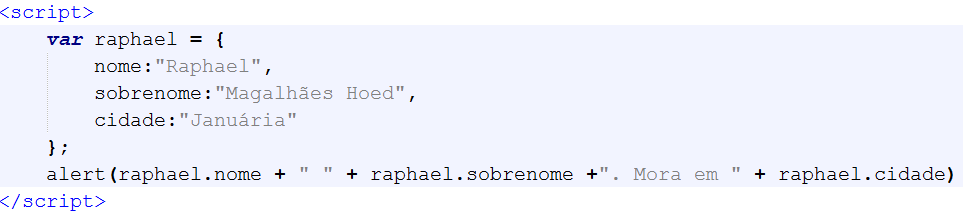 <script>
var raphael = {
nome:"Raphael",
sobrenome:"Magalhães Hoed",
cidade:"Januária"
};
alert(raphael.nome + " " + raphael.sobrenome +". Mora em " + raphael.cidade)
</script>